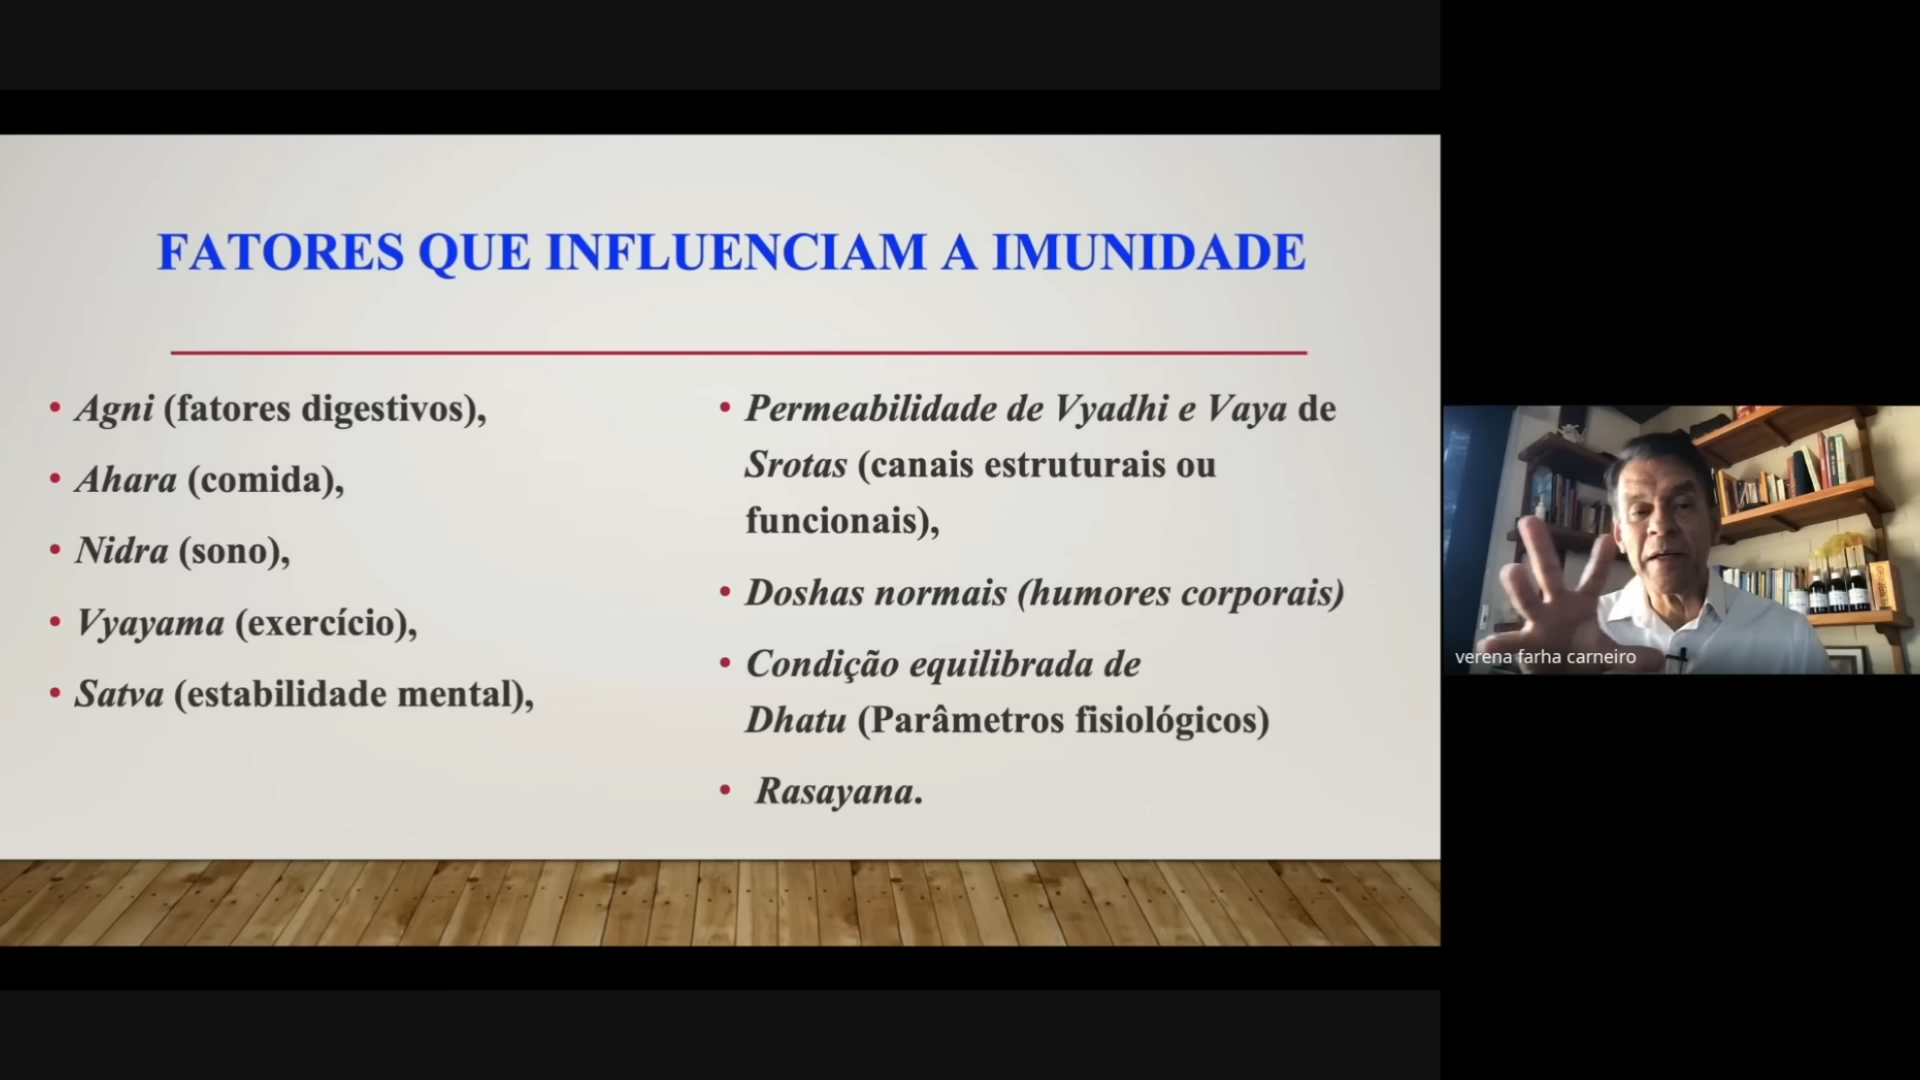 FATORES QUE INFLUENCIAM A IMUNIDADE
• Agni (fatores digestivos),
• Ahara (comida),
• Nidra (sono),
• Vyayama (exercício),
• Satva (estabilidade mental),
• Permeabilidade de Vyadhi e Vaya de
Srotas (canais estruturais ou
funcionais),
• Doshas normais (humores corporais)
• Condição equilibrada de
Dhatu (Parâmetros fisiológicos)
• Rasayana.
verena farha carneiro